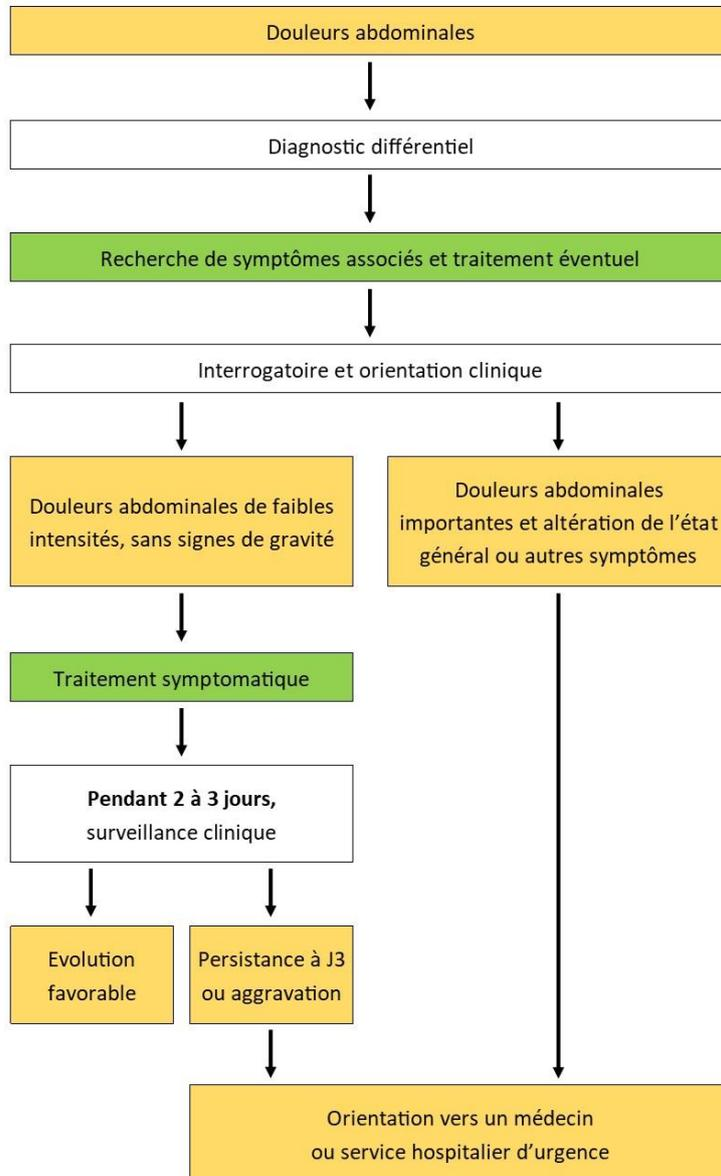 Douleurs abdominales
Diagnostic différentiel
Recherche de symptômes associés et traitement éventuel
Interrogatoire et orientation clinique
Douleurs abdominales de faibles
intensités, sans signes de gravité
Douleurs abdominales
importantes et altération de l'état
général ou autres symptômes
Traitement symptomatique
Pendant 2 à 3 jours,
surveillance clinique
Evolution
favorable
Persistance à J3
ou aggravation
Orientation vers un médecin
ou service hospitalier d'urgence